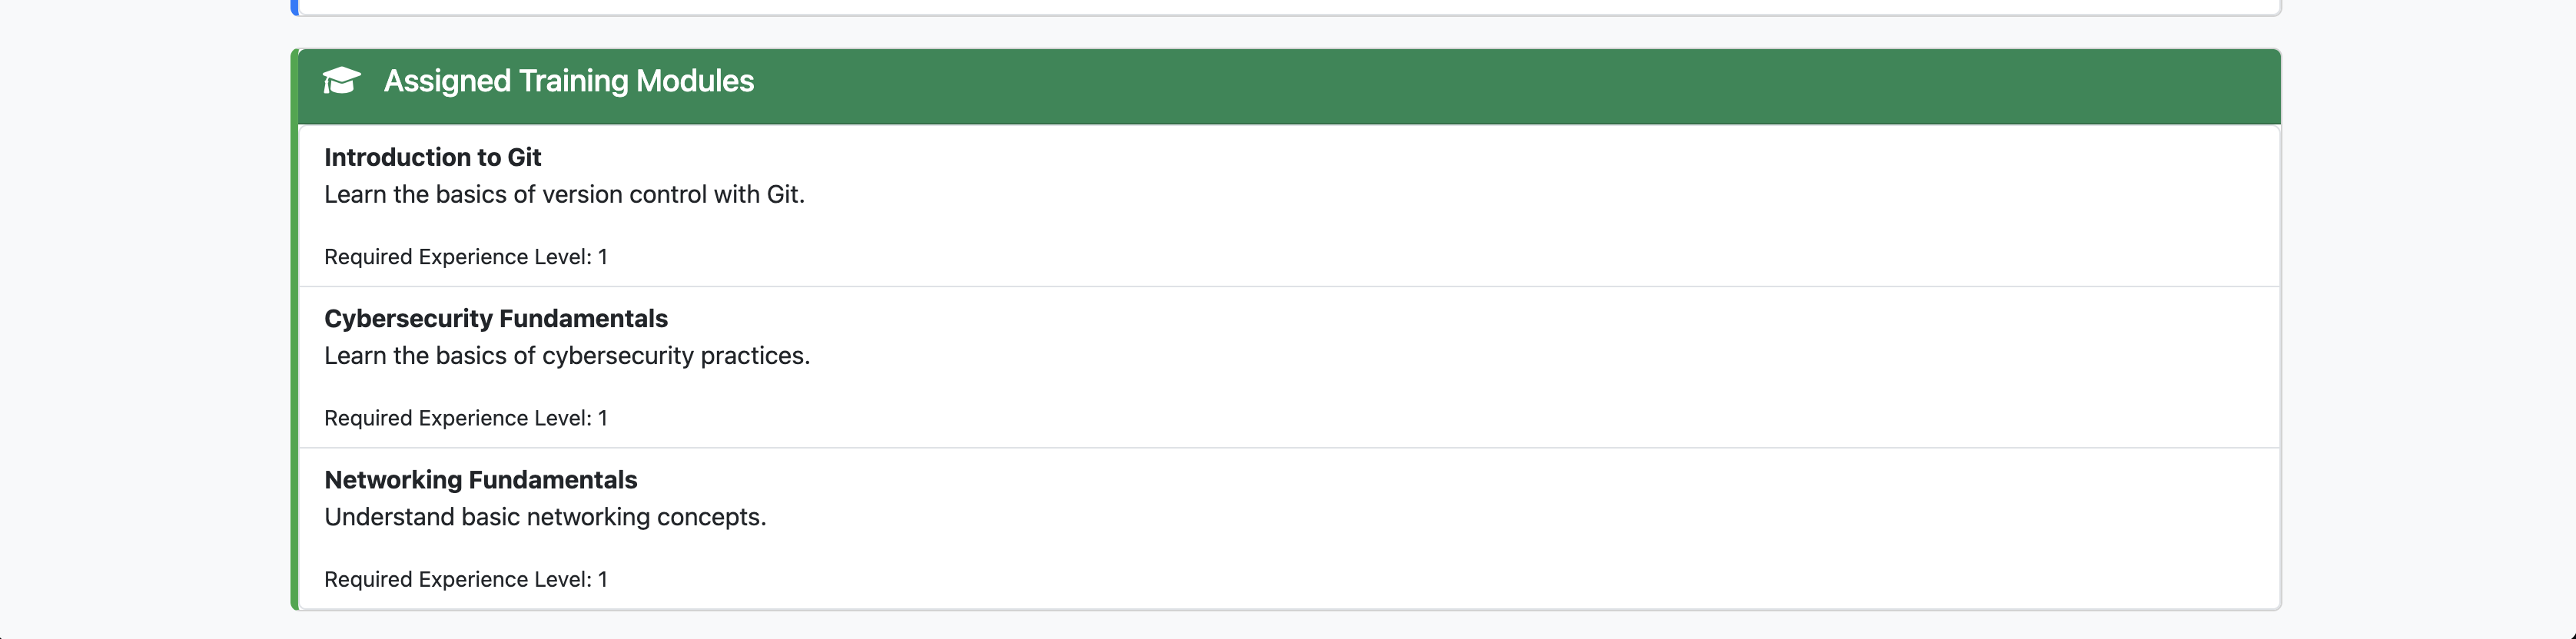 Assigned Training Modules
Introduction to Git
Learn the basics of version control with Git.
Required Experience Level: 1
Cybersecurity Fundamentals
Learn the basics of cybersecurity practices.
Required Experience Level: 1
Networking Fundamentals
Understand basic networking concepts.
Required Experience Level: 1